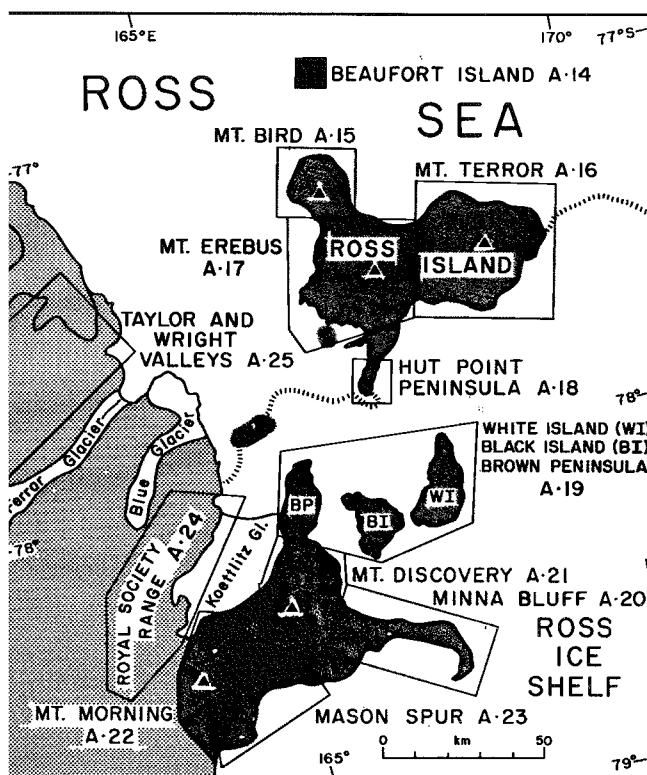 165°E
170°
77°S
BEAUFORT ISLAND A·14
ROSS
SEA
MT. BIRD A·15
77°
MT. TERROR A·16
MT. EREBUS
A·17
ROSS
ISLAND
TAYLOR AND
WRIGHT
VALLEYS A·25
HUT POINT
PENINSULA A·18
78°
WHITE ISLAND (WI)
BLACK ISLAND (BI)
BROWN PENINSULA
A·19
Ferrar Glacier
Blue Glacier
BP
BI
WI
78°
ROYAL SOCIETY
RANGE A·24
Koettlitz Gl.
MT. DISCOVERY A·21
MINNA BLUFF A·20
ROSS
ICE
SHELF
MT. MORNING
A·22
MASON SPUR A·23
0 km 50
165°
79°